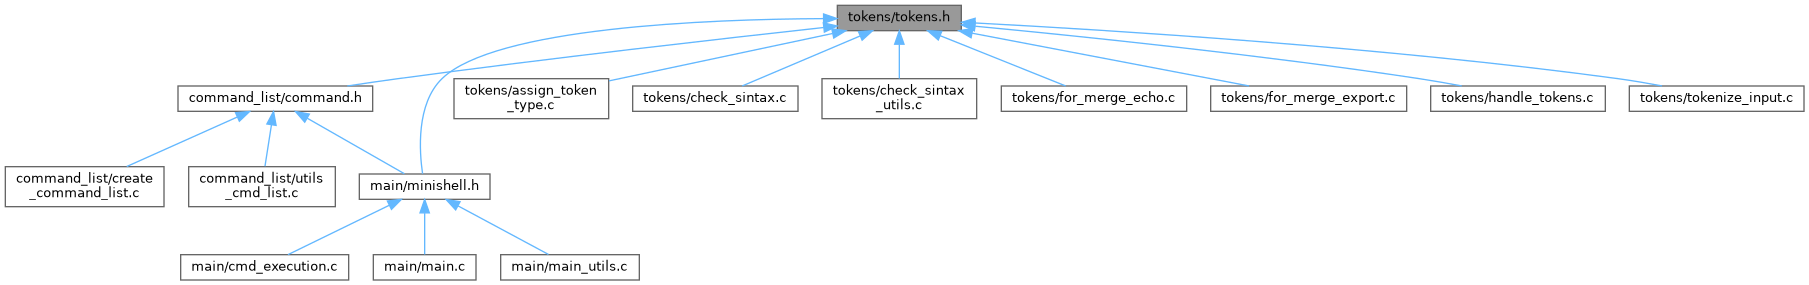 tokens/tokens.h
command_list/command.h
tokens/assign_token
_type.c
tokens/check_sintax.c
tokens/check_sintax
_utils.c
tokens/for_merge_echo.c
tokens/for_merge_export.c
tokens/handle_tokens.c
tokens/tokenize_input.c
command_list/create
_command_list.c
command_list/utils
_cmd_list.c
main/minishell.h
main/cmd_execution.c
main/main.c
main/main_utils.c